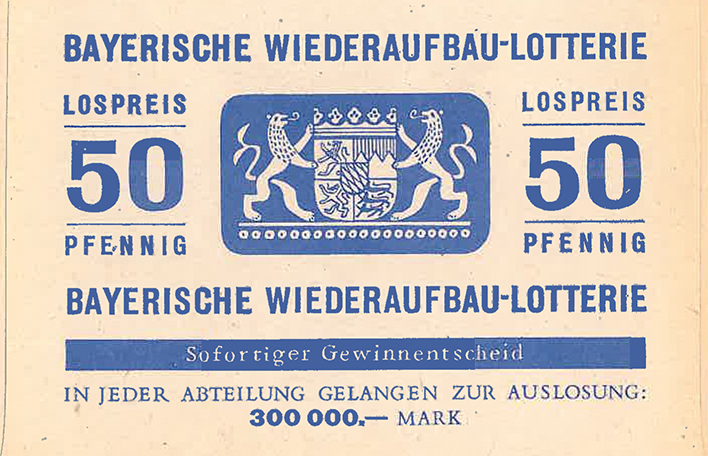 BAYERISCHE WIEDERAUFBAU-LOTTERIE
LOSPREIS
50
PFENNIG
LOSPREIS
50
PFENNIG
BAYERISCHE WIEDERAUFBAU-LOTTERIE
Sofortiger Gewinnentscheid
IN JEDER ABTEILUNG GELANGEN ZUR AUSLOSUNG:
300 000.— MARK